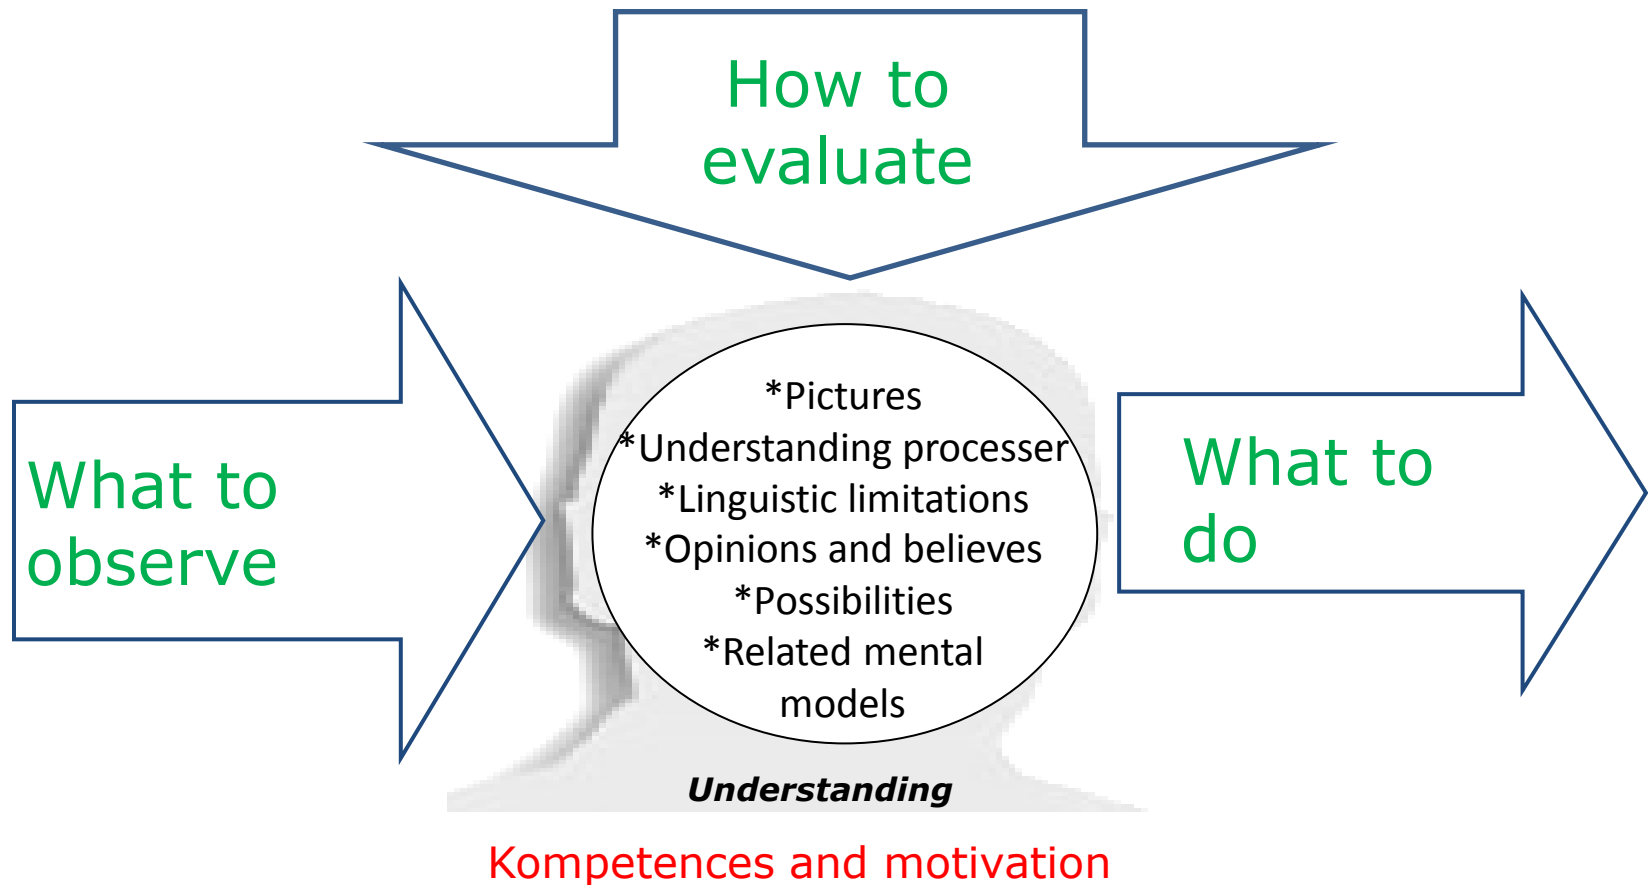 How to
evaluate
What to
observe
*Pictures
*Understanding processer
*Linguistic limitations
*Opinions and believes
*Possibilities
*Related mental
models
What to
do
Understanding
Kompetences and motivation